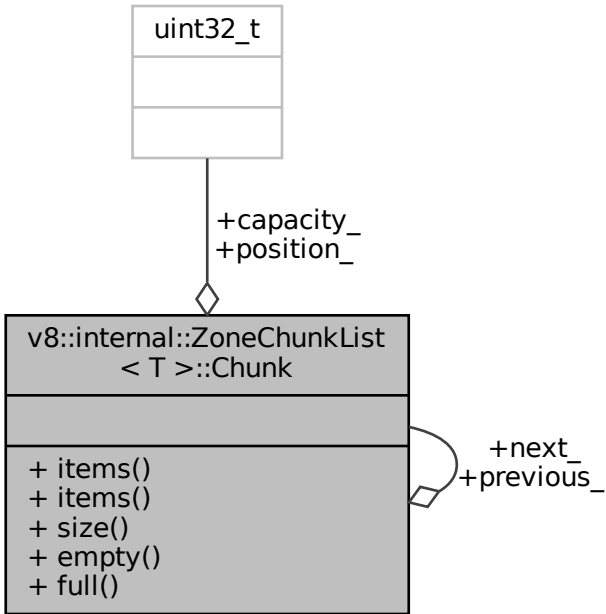 uint32_t
+capacity_
+position_
v8::internal::ZoneChunkList
< T >::Chunk
+next_
+previous_
+ items()
+ items()
+ size()
+ empty()
+ full()